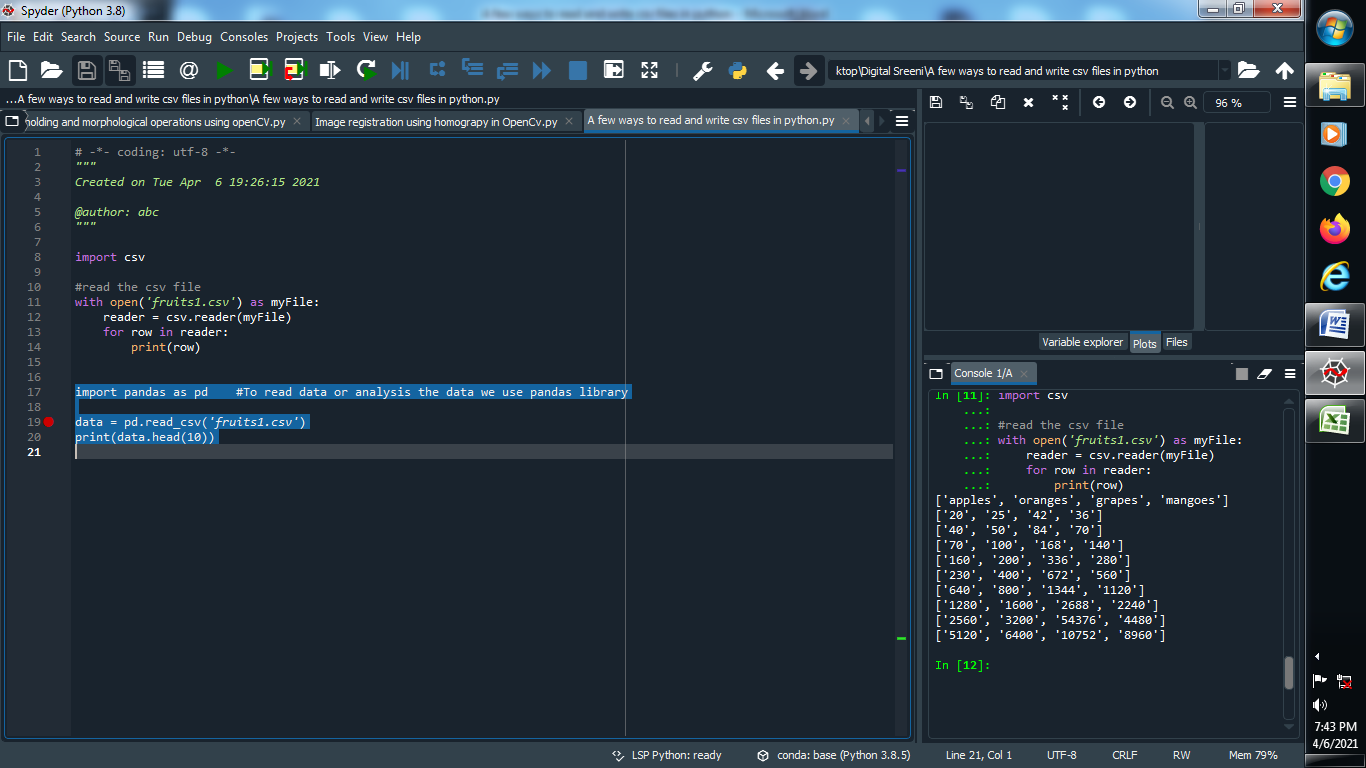 Spyder (Python 3.8)
File Edit Search Source Run Debug Consoles Projects Tools View Help
ktop\Digital Sreeni\A few ways to read and write csv files in python
...A few ways to read and write csv files in python\A few ways to read and write csv files in python.py
olding and morphological operations using openCv.py
Image registration using homograpy in OpenCv.py
A few ways to read and write csv files in python.py
1 # -*- coding: utf-8 -*-
2 """
3 Created on Tue Apr  6 19:26:15 2021
4
5 @author: abc
6 """
7
8 import csv
9
10 #read the csv file
11 with open('fruits1.csv') as myFile:
12     reader = csv.reader(myFile)
13     for row in reader:
14         print(row)
15
16
17 import pandas as pd    #To read data or analysis the data we use pandas library
18
19 data = pd.read_csv('fruits1.csv')
20 print(data.head(10))
21
96 %
Variable explorer Plots Files
Console 1/A
In [11]: import csv
    ...:
    ...: #read the csv file
    ...: with open('fruits1.csv') as myFile:
    ...:     reader = csv.reader(myFile)
    ...:     for row in reader:
    ...:         print(row)
['apples', 'oranges', 'grapes', 'mangoes']
['20', '25', '42', '36']
['40', '50', '84', '70']
['70', '100', '168', '140']
['160', '200', '336', '280']
['230', '400', '672', '560']
['640', '800', '1344', '1120']
['1280', '1600', '2688', '2240']
['2560', '3200', '54376', '4480']
['5120', '6400', '10752', '8960']
In [12]:
LSP Python: ready conda: base (Python 3.8.5) Line 21, Col 1 UTF-8 CRLF RW Mem 79%
7:43 PM
4/6/2021